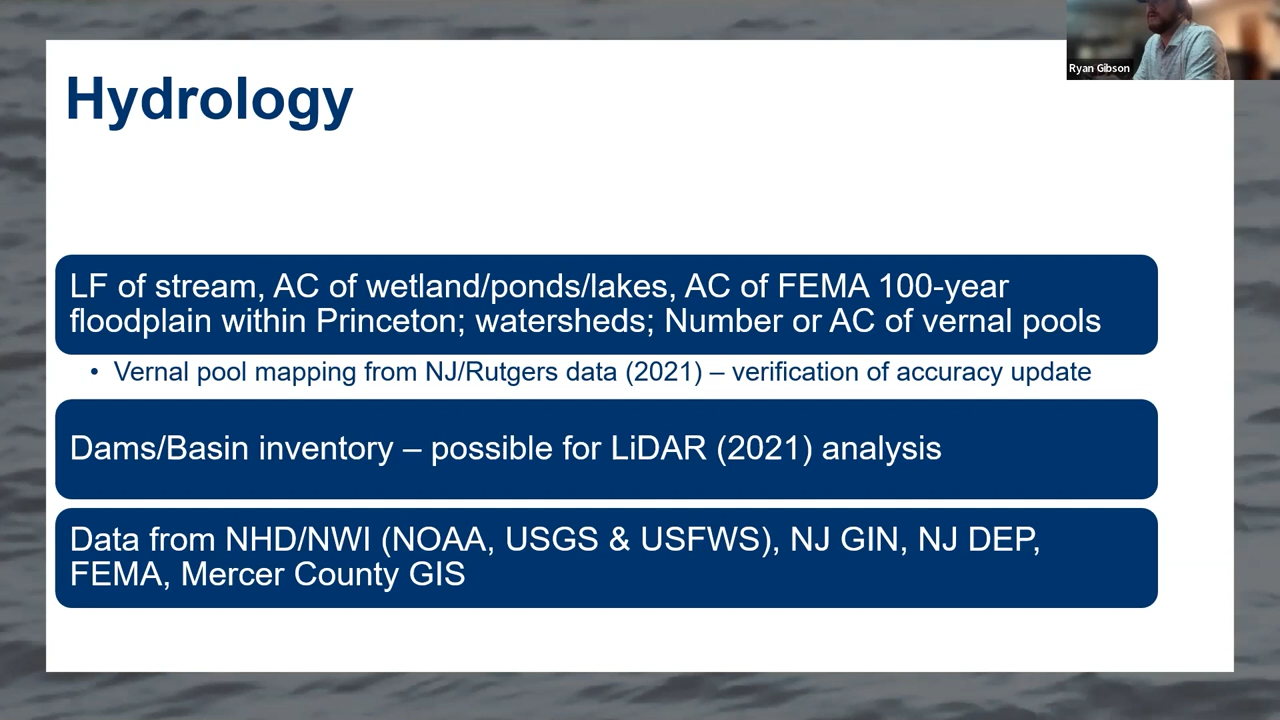 Ryan Gibson
Hydrology
LF of stream, AC of wetland/ponds/lakes, AC of FEMA 100-year
floodplain within Princeton; watersheds; Number or AC of vernal pools
• Vernal pool mapping from NJ/Rutgers data (2021) – verification of accuracy update
Dams/Basin inventory – possible for LiDAR (2021) analysis
Data from NHD/NWI (NOAA, USGS & USFWS), NJ GIN, NJ DEP,
FEMA, Mercer County GIS